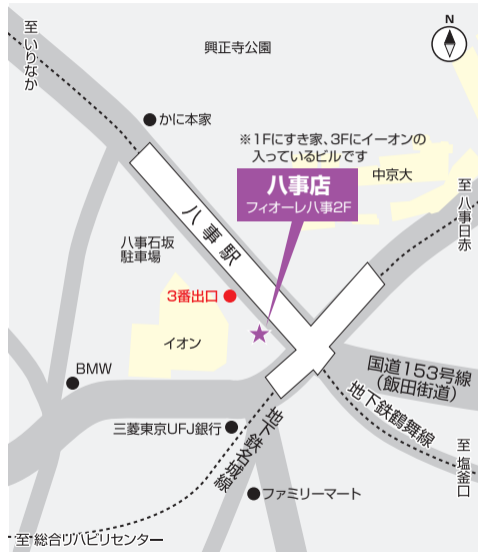 N
至 いりなか
興正寺公園
かに本家
※1Fにすき家、3Fにイーオンの
入っているビルです
八事店
フィオーレ八事2F
中京大
至 八事日赤
八事駅
八事石坂
駐車場
3番出口
イオン
国道153号線
(飯田街道)
BMW
地下鉄鶴舞線
三菱東京UFJ銀行
地下鉄名城線
至 塩釜口
ファミリーマート
至 総合リハビリセンター